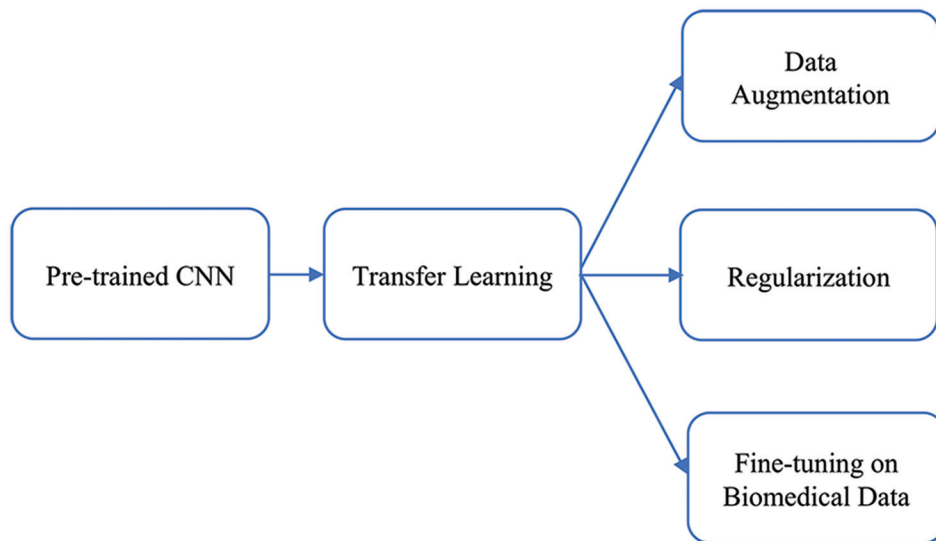 Data
Augmentation
Pre-trained CNN
Transfer Learning
Regularization
Fine-tuning on
Biomedical Data